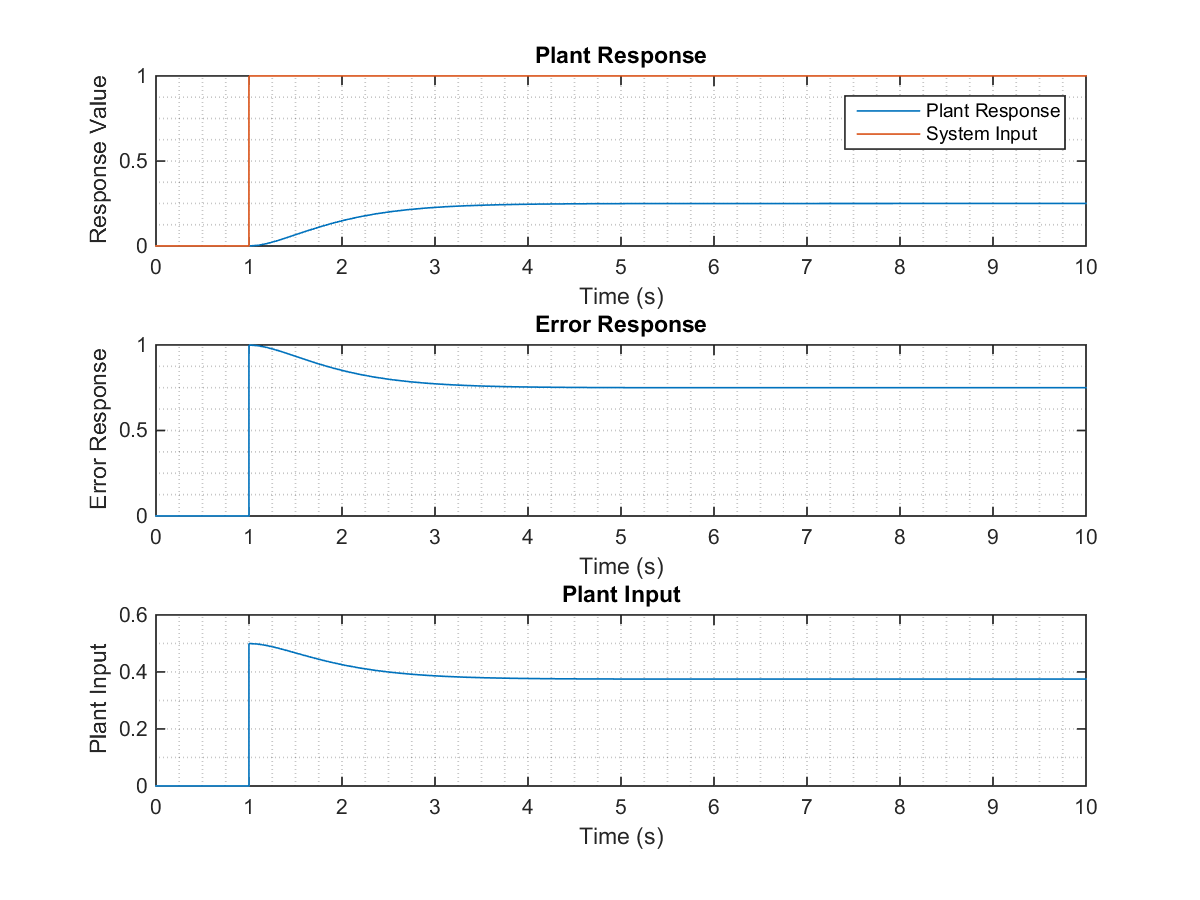 Plant Response
Response Value
1
0.5
0
Plant Response
System Input
0 1 2 3 4 5 6 7 8 9 10
Time (s)
Error Response
Error Response
1
0.5
0
0 1 2 3 4 5 6 7 8 9 10
Time (s)
Plant Input
Plant Input
0.6
0.4
0.2
0
0 1 2 3 4 5 6 7 8 9 10
Time (s)